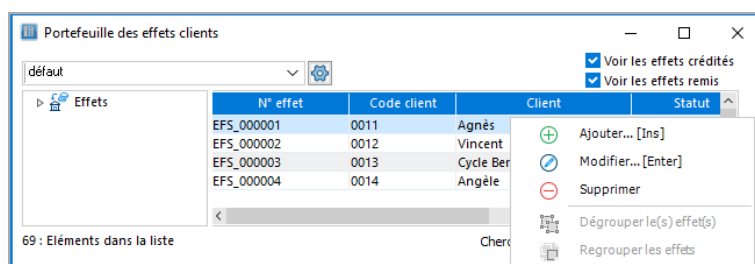 Portefeuille des effets clients
défaut
Voir les effets crédités
Voir les effets remis
Effets
N° effet Code client Client Statut
EFS_000001 0011 Agnès
EFS_000002 0012 Vincent
EFS_000003 0013 Cycle Ber
EFS_000004 0014 Angèle
Ajouter... [Ins]
Modifier... [Enter]
Supprimer
Dégrouper le(s) effet(s)
Regrouper les effets
69 : Eléments dans la liste
Cherc